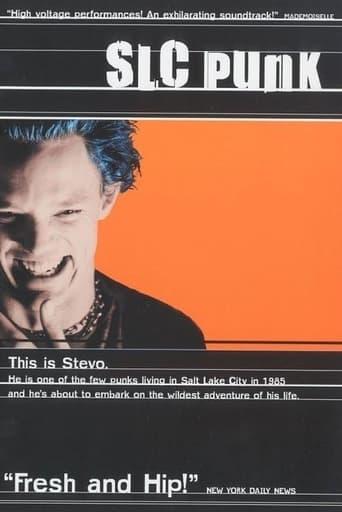 "High voltage performances! An exhilarating soundtrack!" MADEMOISELLE
SLC PUNK
This is Stevo.
He is one of the few punks living in Salt Lake City in 1985
and he's about to embark on the wildest adventure of his life.
"Fresh and Hip!" NEW YORK DAILY NEWS